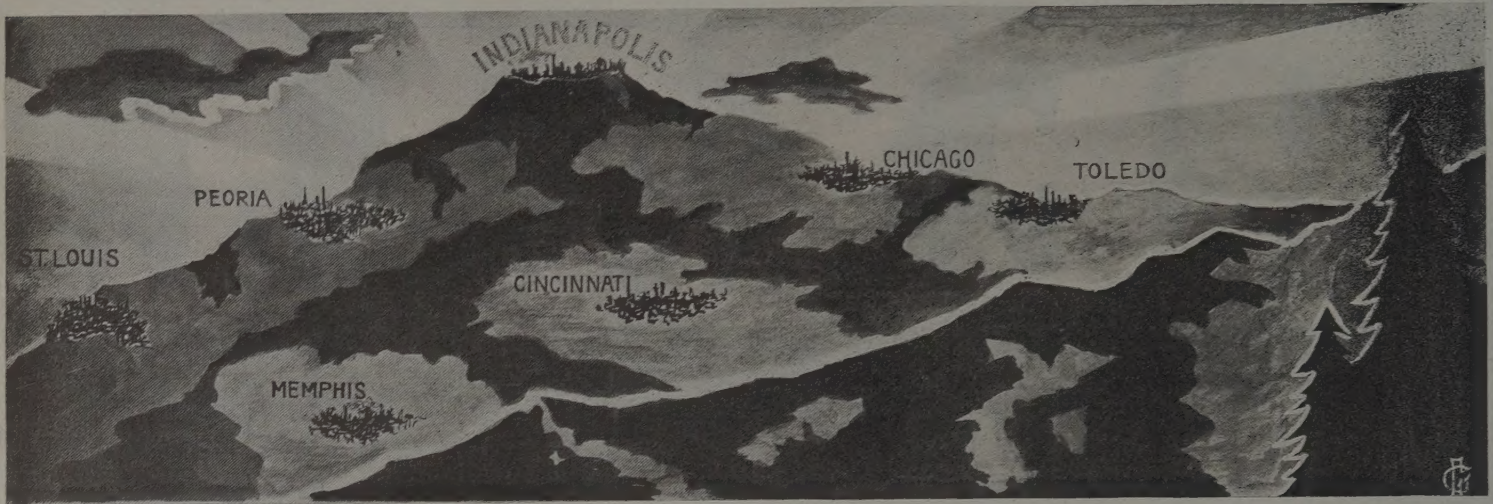 INDIANAPOLIS
CHICAGO
TOLEDO
PEORIA
ST. LOUIS
CINCINNATI
MEMPHIS